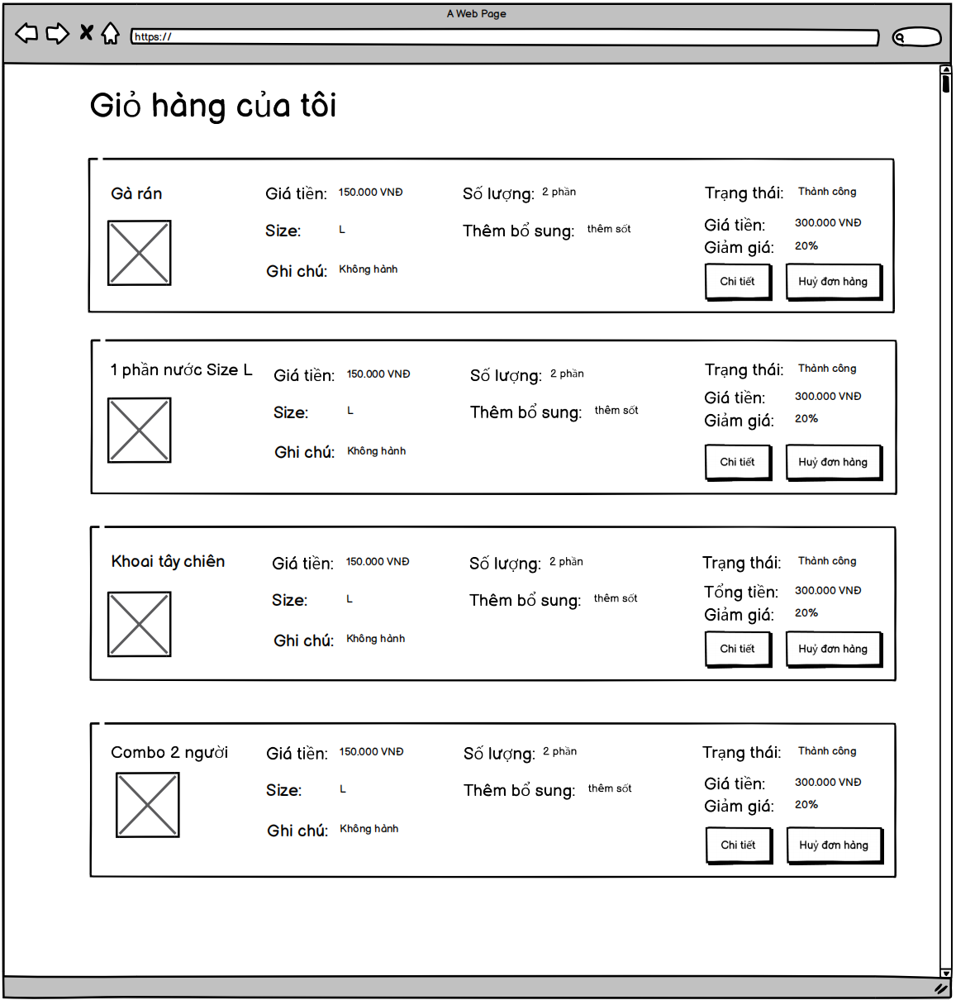 A Web Page
https://
Giỏ hàng của tôi
Gà rán
Giá tiền: 150.000 VNĐ
Số lượng: 2 phần
Trạng thái: Thành công
Size: L
Thêm bổ sung: thêm sốt
Giá tiền: 300.000 VNĐ
Giảm giá: 20%
Ghi chú: Không hành
Chi tiết
Huỷ đơn hàng
1 phần nước Size L
Giá tiền: 150.000 VNĐ
Số lượng: 2 phần
Trạng thái: Thành công
Size: L
Thêm bổ sung: thêm sốt
Giá tiền: 300.000 VNĐ
Giảm giá: 20%
Ghi chú: Không hành
Chi tiết
Huỷ đơn hàng
Khoai tây chiên
Giá tiền: 150.000 VNĐ
Số lượng: 2 phần
Trạng thái: Thành công
Size: L
Thêm bổ sung: thêm sốt
Tổng tiền: 300.000 VNĐ
Giảm giá: 20%
Ghi chú: Không hành
Chi tiết
Huỷ đơn hàng
Combo 2 người
Giá tiền: 150.000 VNĐ
Số lượng: 2 phần
Trạng thái: Thành công
Size: L
Thêm bổ sung: thêm sốt
Giá tiền: 300.000 VNĐ
Giảm giá: 20%
Ghi chú: Không hành
Chi tiết
Huỷ đơn hàng